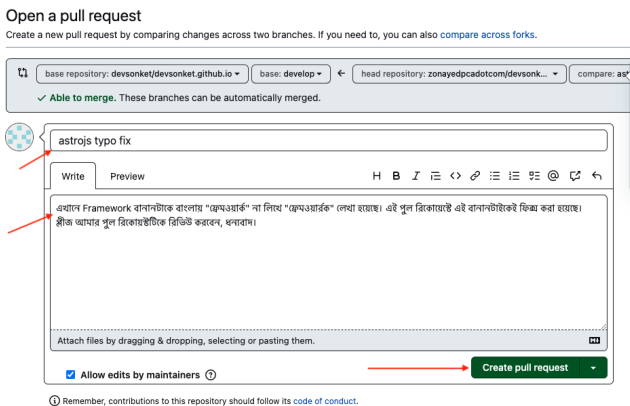 Open a pull request
Create a new pull request by comparing changes across two branches. If you need to, you can also compare across forks.
base repository: devsonket/devsonket.github.io base: develop head repository: zonayedpcadotcom/devsonk... compare: as
Able to merge. These branches can be automatically merged.
astrojs typo fix
Write Preview
এখানে Framework বানানটাকে বাংলায় "ফ্রেমওয়ার্ক" না লিখে "ফ্রেমওয়ার্রক" লেখা হয়েছে। এই পুল রিকোয়েস্টে এই বানানটাইকেই ফিক্স করা হয়েছে।
প্লীজ আমার পুল রিকোয়স্টটিকে রিভিউ করবেন, ধন্যবাদ।
Attach files by dragging & dropping, selecting or pasting them.
Allow edits by maintainers
Create pull request
Remember, contributions to this repository should follow its code of conduct.